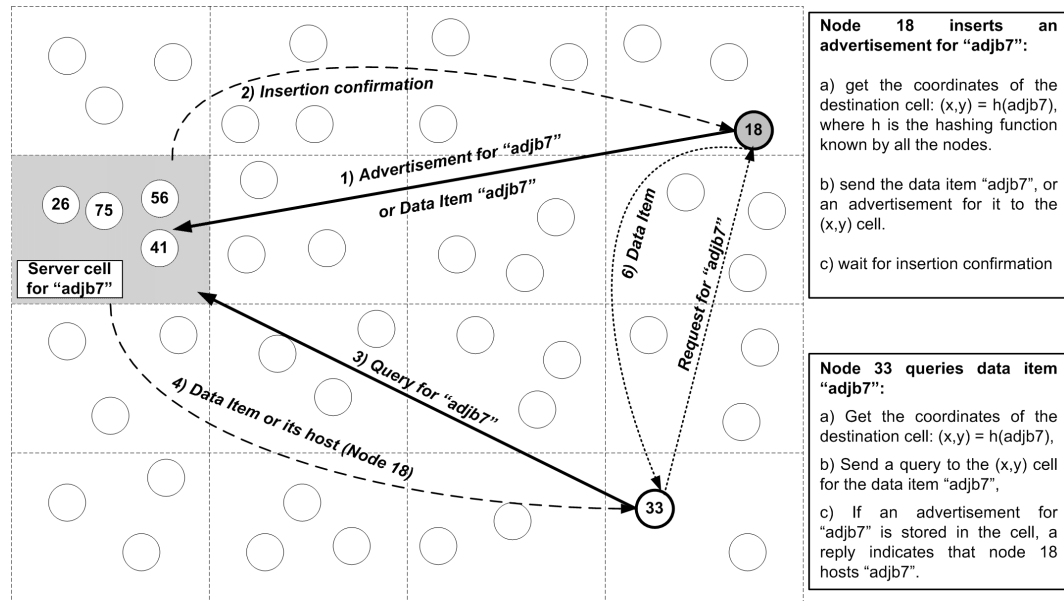 2) Insertion confirmation
18
1) Advertisement for “adjb7”
or Data Item “adjb7”
26
75
56
41
Server cell
for “adjb7”
6) Data Item
Request for “adjb7”
3) Query for “adjb7”
4) Data Item or its host (Node 18)
33
Node 18 inserts an
advertisement for “adjb7”:
a) get the coordinates of the
destination cell: (x,y) = h(adjb7),
where h is the hashing function
known by all the nodes.
b) send the data item “adjb7”, or
an advertisement for it to the
(x,y) cell.
c) wait for insertion confirmation
Node 33 queries data item
“adjb7”:
a) Get the coordinates of the
destination cell: (x,y) = h(adjb7),
b) Send a query to the (x,y) cell
for the data item “adjb7”,
c) If an advertisement for
“adjb7” is stored in the cell, a
reply indicates that node 18
hosts “adjb7”.